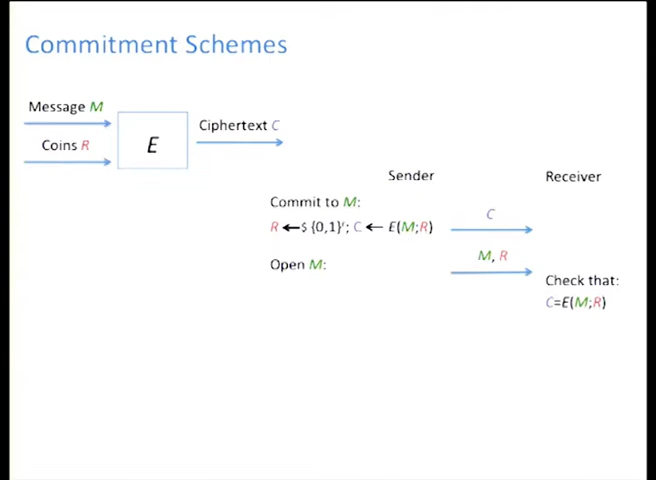 Commitment Schemes
Message M
Coins R
E
Ciphertext C
Sender
Receiver
Commit to M:
R ←$ {0,1}ʳ; C ← E(M;R)
C
Open M:
M, R
Check that:
C=E(M;R)